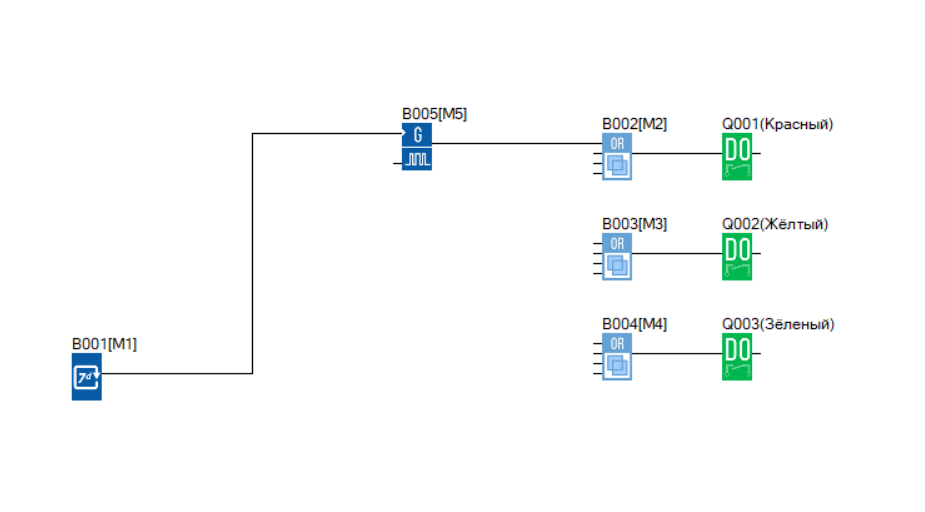 B005[M5]
G
B002[M2]
OR
Q001(Красный)
DO
B003[M3]
OR
Q002(Жёлтый)
DO
B001[M1]
7d
B004[M4]
OR
Q003(Зёленый)
DO